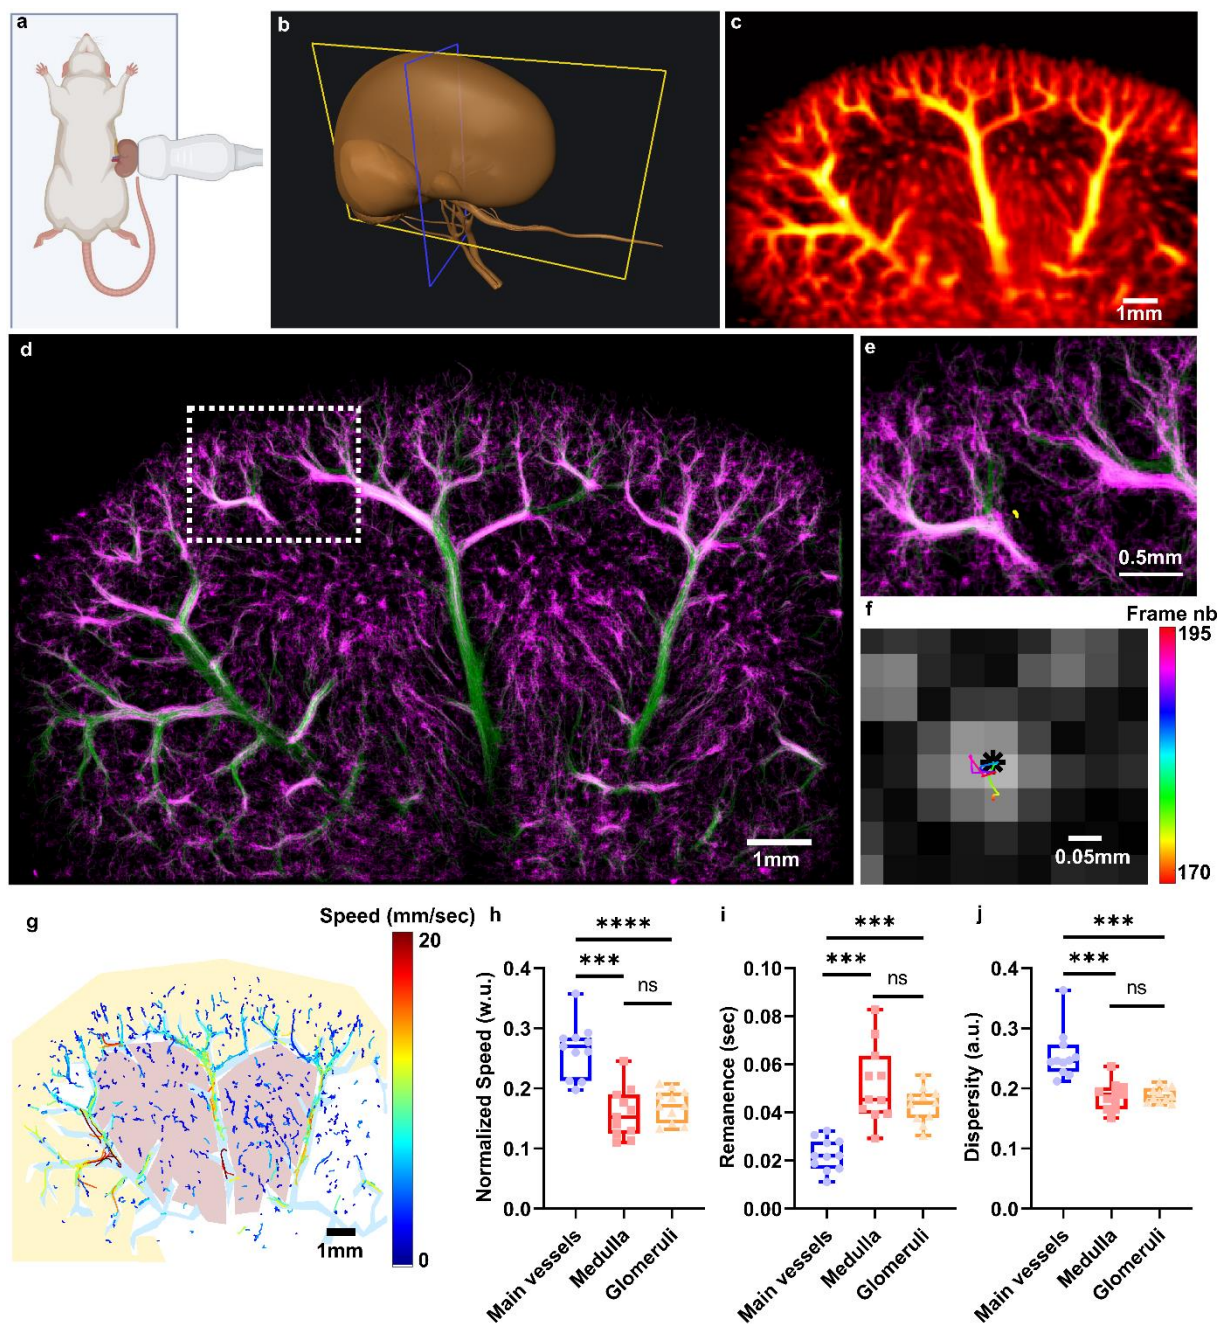 a
b
c
1mm
d
1mm
e
0.5mm
f
Frame nb
195
170
0.05mm
g
Speed (mm/sec)
20
0
1mm
h
****
***
ns
Normalized Speed (w.u.)
0.4
0.3
0.2
0.1
0.0
Main vessels
Medulla
Glomeruli
i
***
***
ns
Remanence (sec)
0.10
0.08
0.06
0.04
0.02
0.00
Main vessels
Medulla
Glomeruli
j
***
***
ns
Dispersity (a.u.)
0.4
0.3
0.2
0.1
0.0
Main vessels
Medulla
Glomeruli